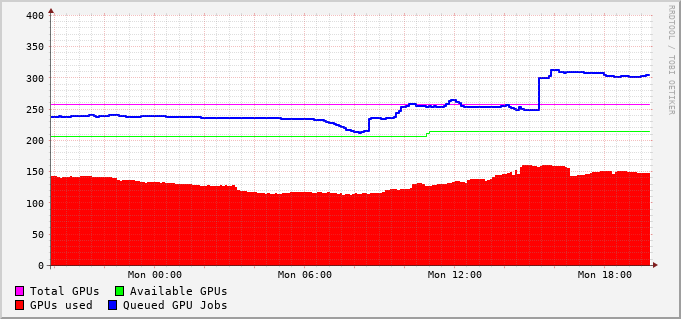 400
350
300
250
200
150
100
50
0
Mon 00:00 Mon 06:00 Mon 12:00 Mon 18:00
Total GPUs Available GPUs
GPUs used Queued GPU Jobs
RRDTOOL / TOBI OETIKER